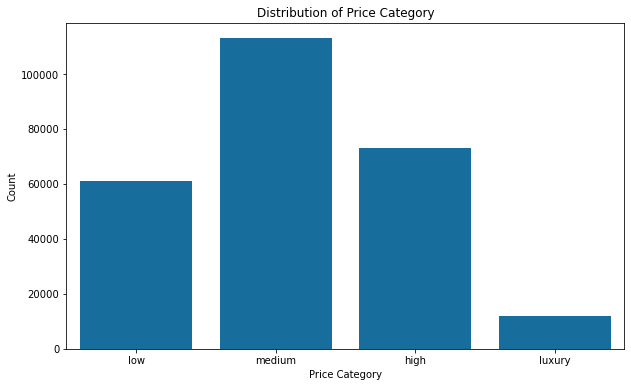 Distribution of Price Category
Count
100000
80000
60000
40000
20000
0
low medium high luxury
Price Category